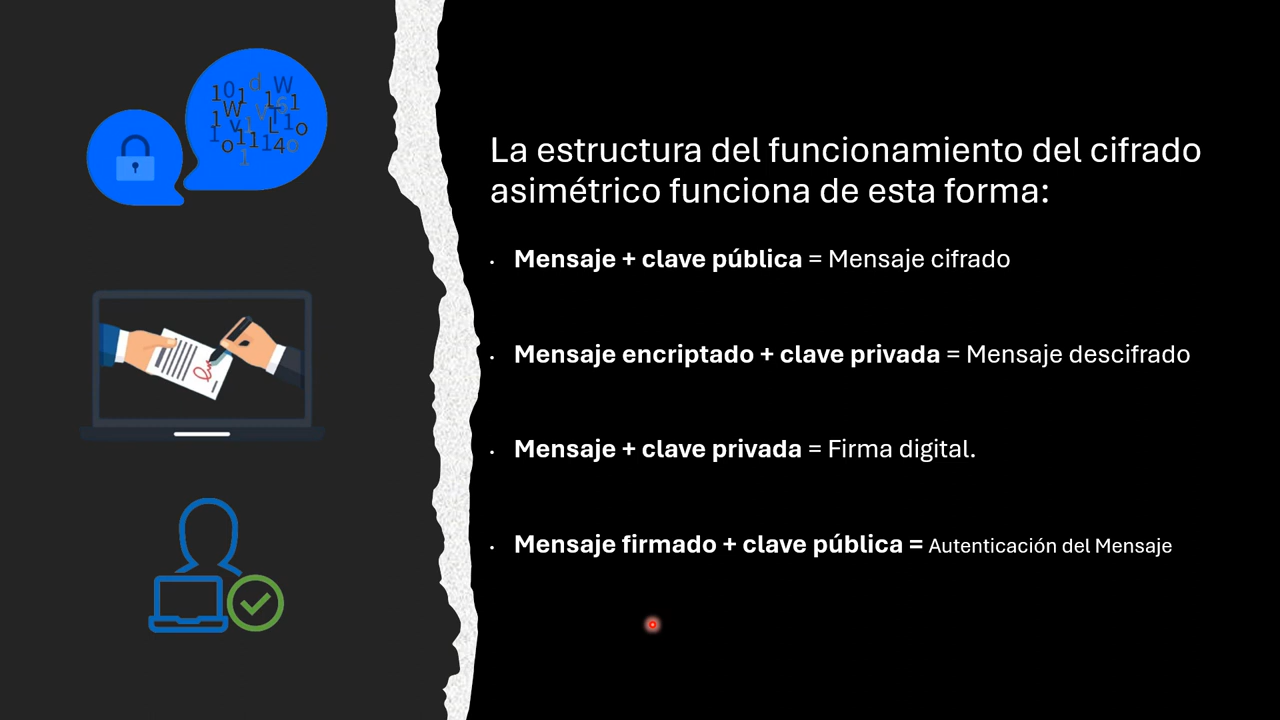 La estructura del funcionamiento del cifrado
asimétrico funciona de esta forma:
• Mensaje + clave pública = Mensaje cifrado
• Mensaje encriptado + clave privada = Mensaje descifrado
• Mensaje + clave privada = Firma digital.
• Mensaje firmado + clave pública = Autenticación del Mensaje